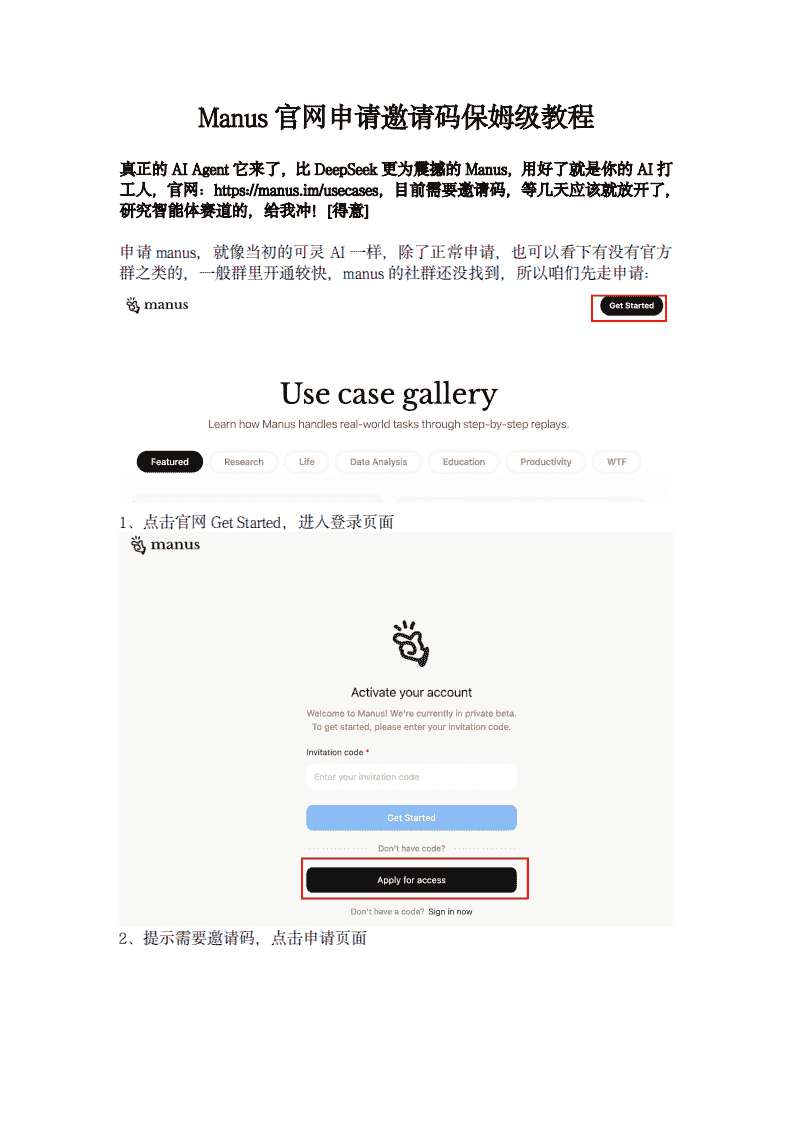 Manus 官网申请邀请码保姆级教程
真正的 AI Agent 它来了，比 DeepSeek 更为震撼的 Manus，用好了就是你的 AI 打
工人，官网：https://manus.im/usecases，目前需要邀请码，等几天应该就放开了，
研究智能体赛道的，给我冲！[得意]
申请 manus，就像当初的可灵 AI 一样，除了正常申请，也可以看下有没有官方
群之类的，一般群里开通较快，manus 的社群还没找到，所以咱们先走申请：
manus
Get Started
Use case gallery
Learn how Manus handles real-world tasks through step-by-step replays.
Featured Research Life Data Analysis Education Productivity WTF
1、点击官网 Get Started，进入登录页面
manus
Activate your account
Welcome to Manus! We're currently in private beta.
To get started, please enter your invitation code.
Invitation code *
Enter your invitation code
Get Started
Don't have code?
Apply for access
Don't have a code? Sign in now
2、提示需要邀请码，点击申请页面